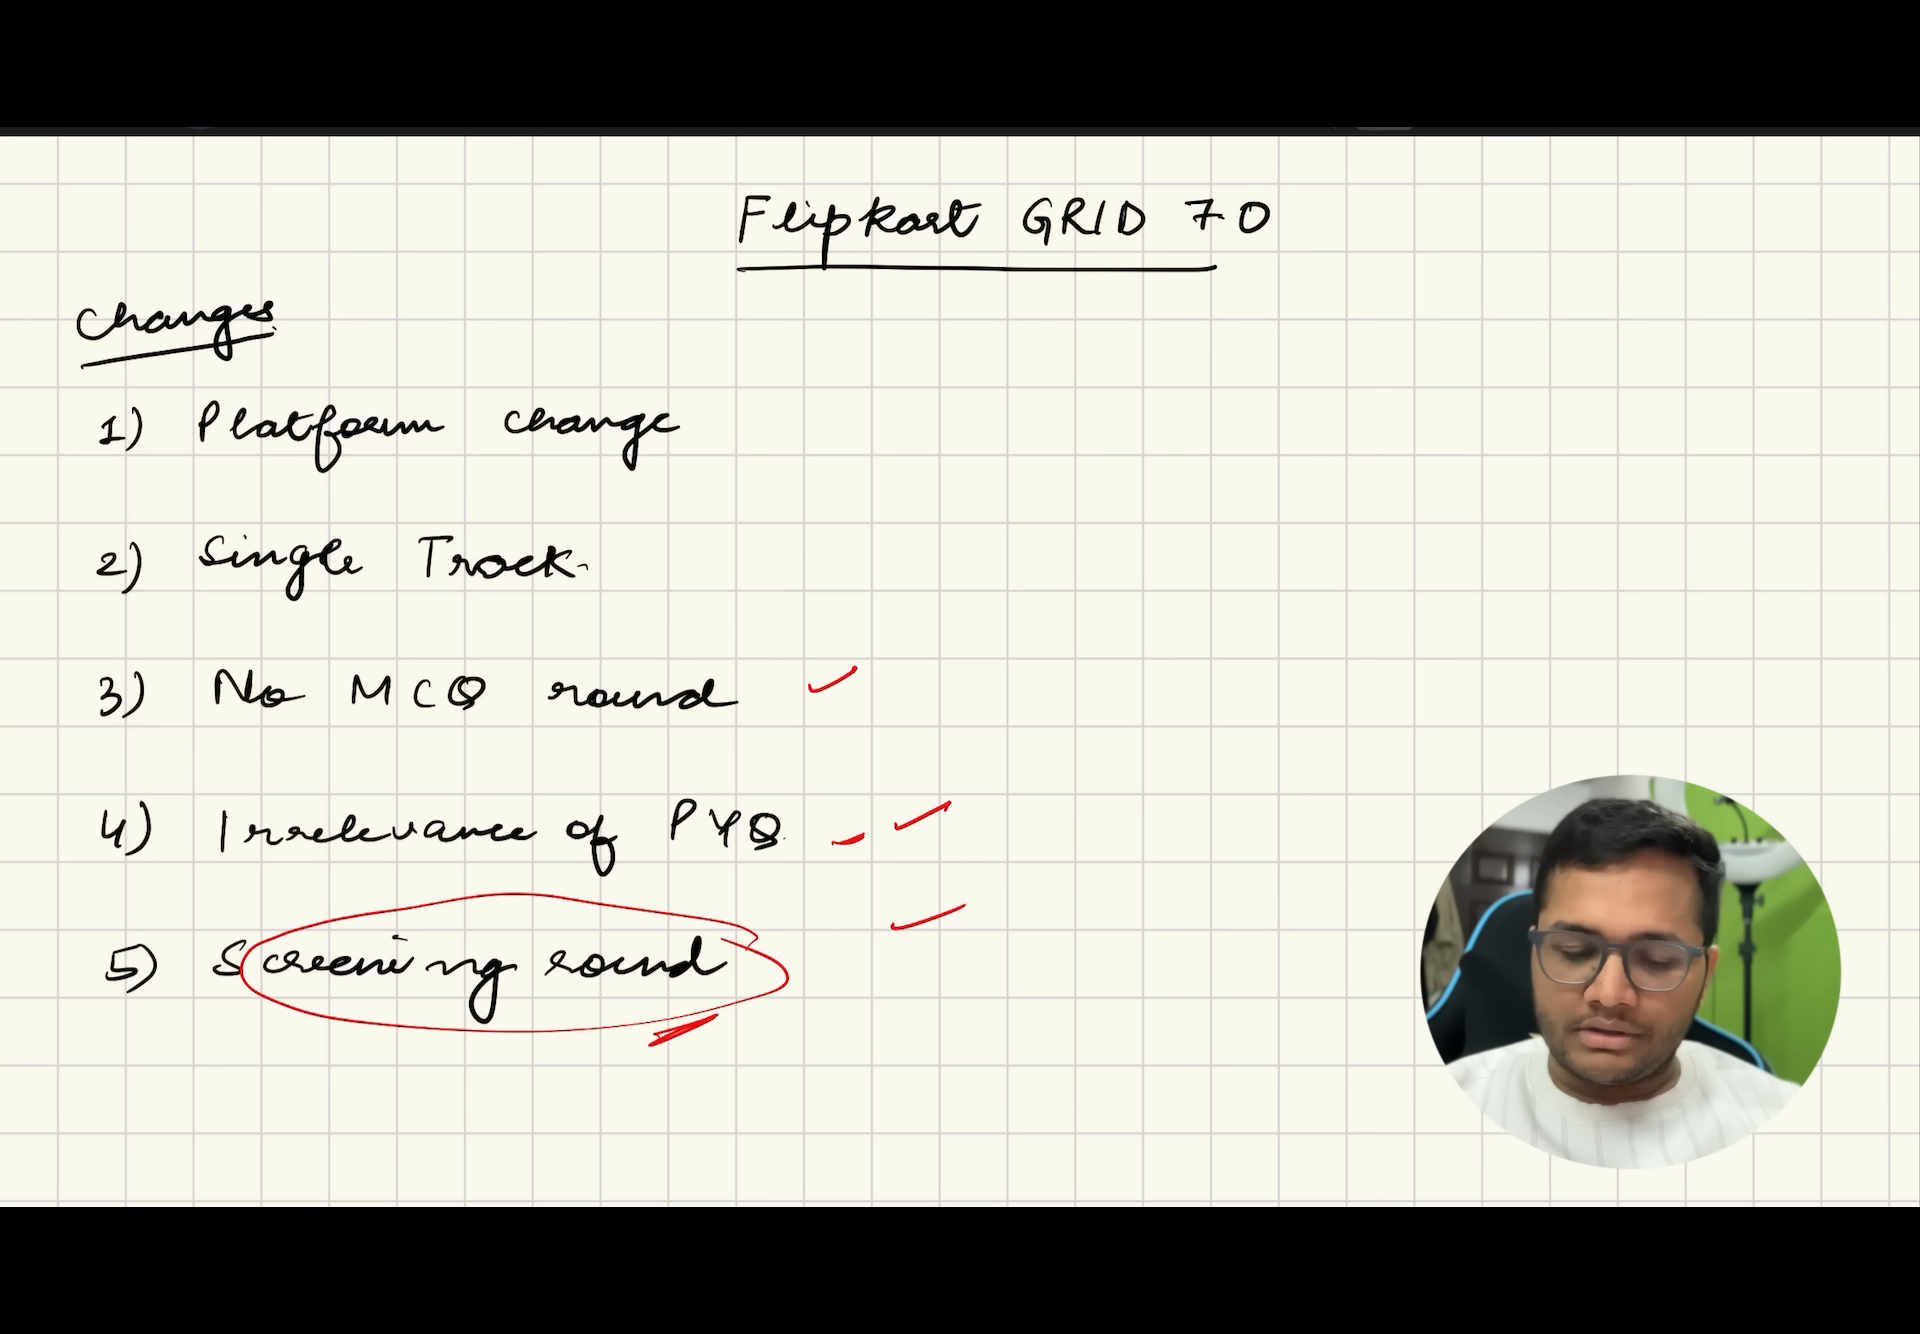 Flipkart GRID 7.0
Changes
1) Platform change
2) Single Track
3) No MCQ round
4) Irrelevance of PYQ
5) Screening round